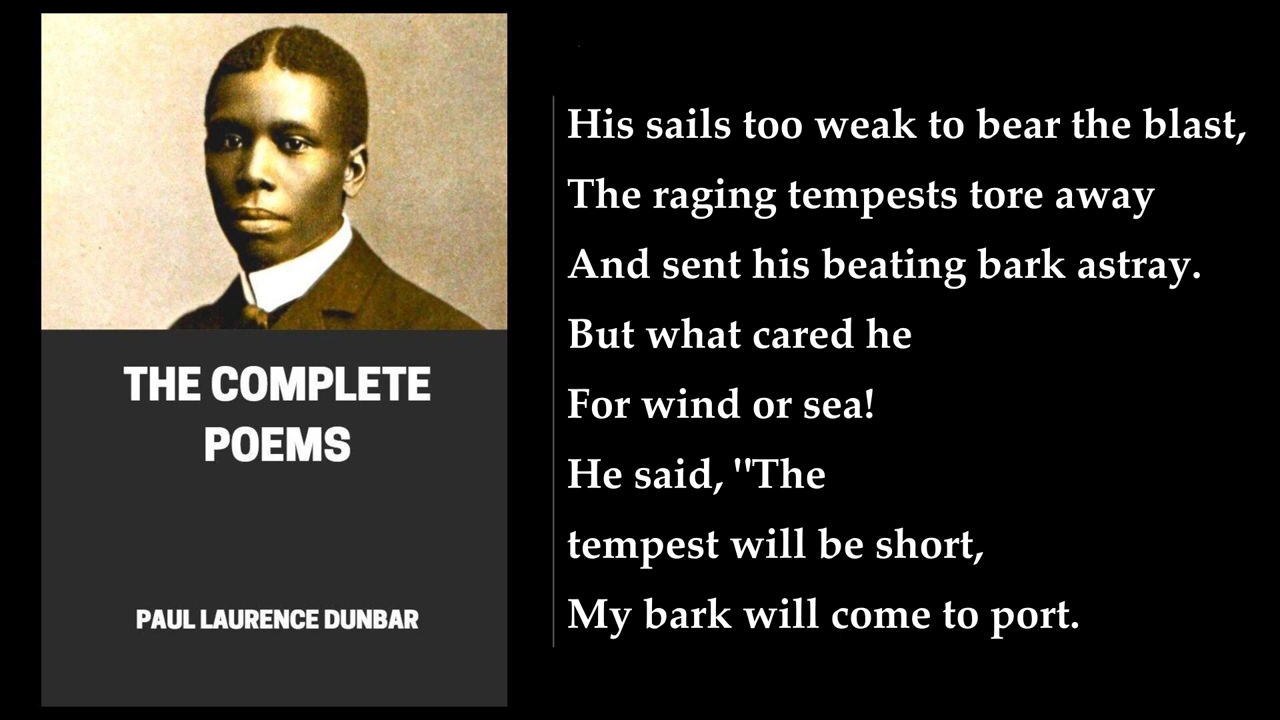 THE COMPLETE
POEMS
PAUL LAURENCE DUNBAR
His sails too weak to bear the blast,
The raging tempests tore away
And sent his beating bark astray.
But what cared he
For wind or sea!
He said, "The
tempest will be short,
My bark will come to port.